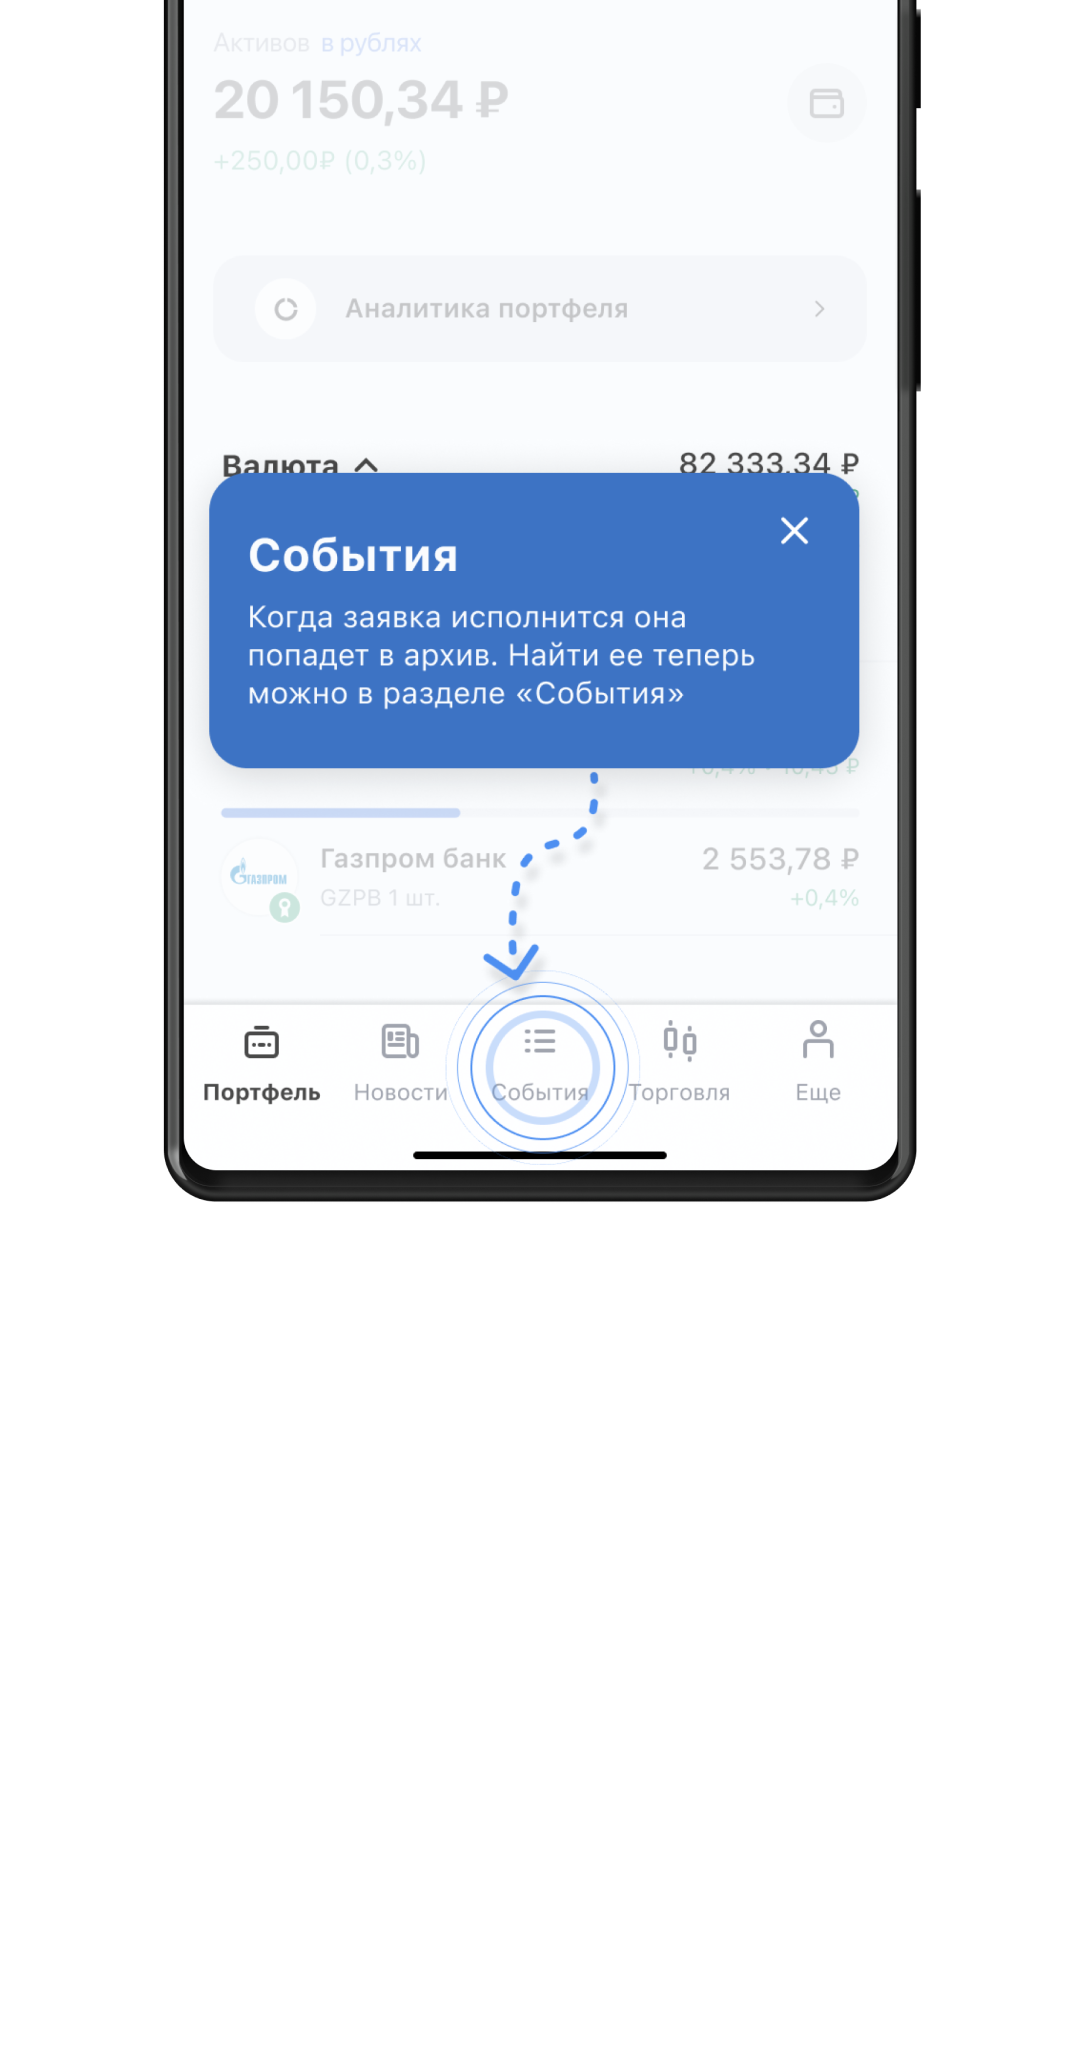 Активов в рублях
20 150,34 ₽
+250,00₽ (0,3%)
Аналитика портфеля
Валюта 82 333,34 ₽
События
Когда заявка исполнится она
попадет в архив. Найти ее теперь
можно в разделе «События»
Газпром банк 2 553,78 ₽
ГАЗПРОМ
GZPB 1 шт. +0,4%
Портфель Новости События Торговля Еще